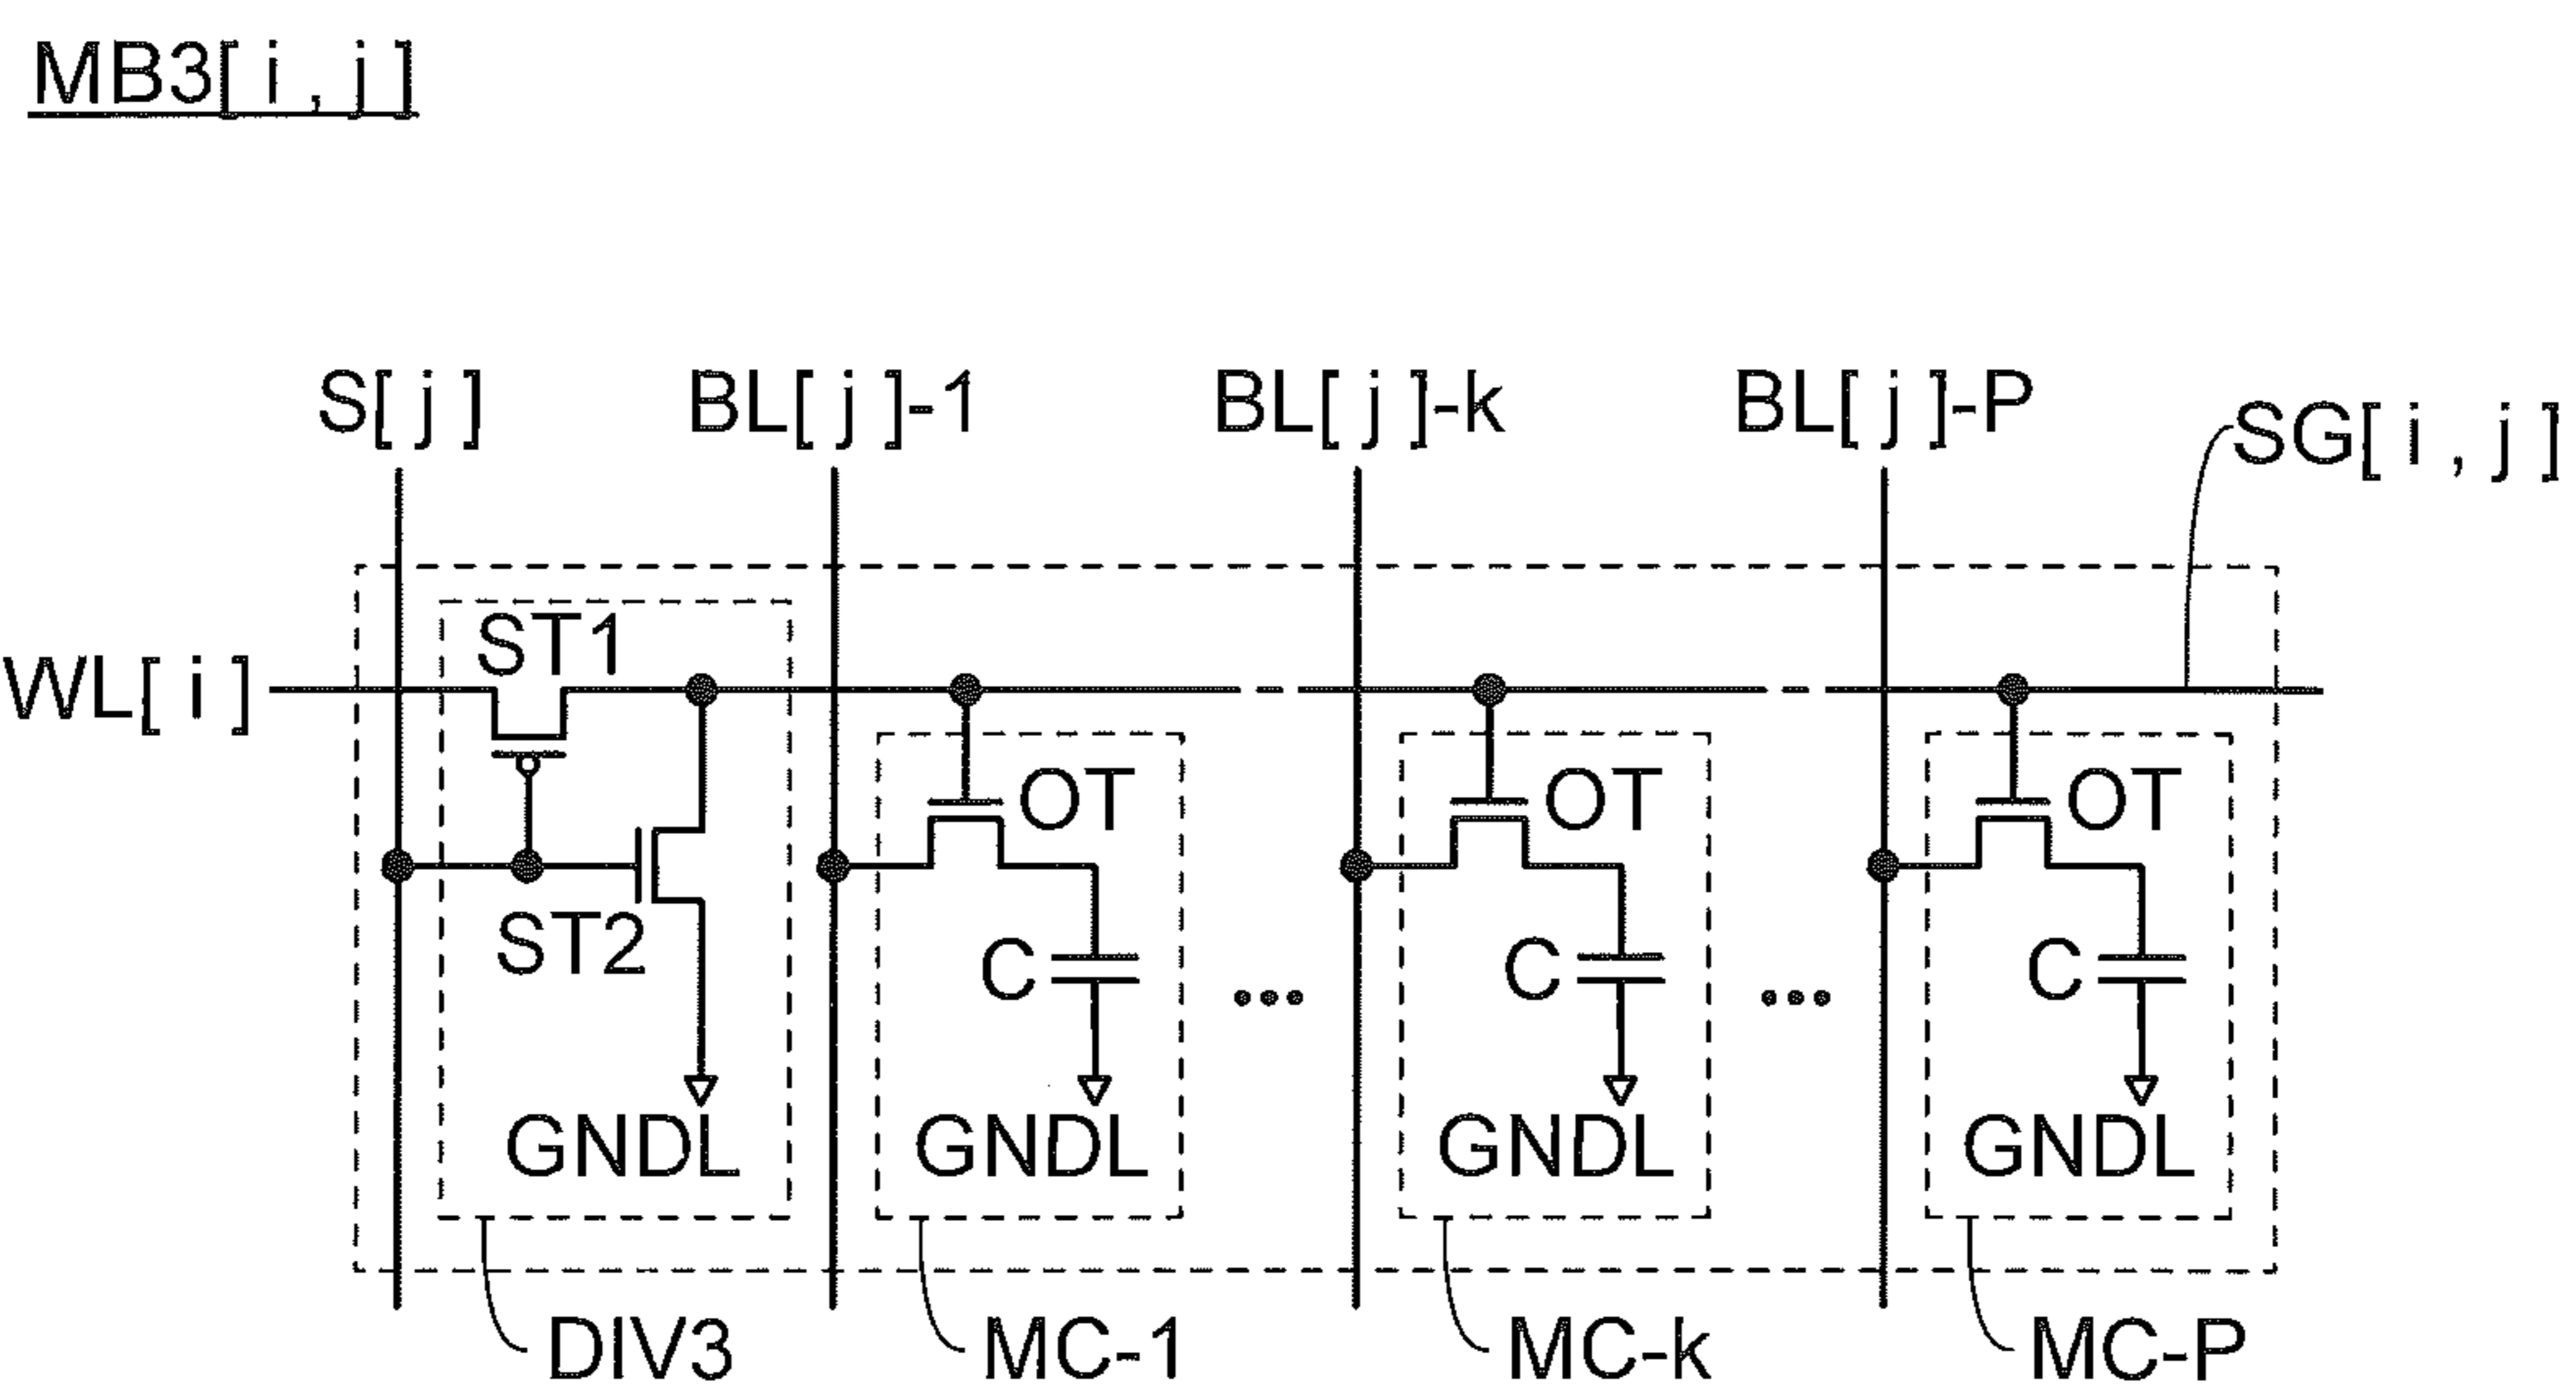 MB3[ i , j ]
S[ j ]
BL[ j ]-1
BL[ j ]-k
BL[ j ]-P
SG[ i , j ]
ST1
WL[ i ]
OT
OT
OT
ST2
C
C
C
GNDL
GNDL
GNDL
GNDL
DIV3
MC-1
MC-k
MC-P